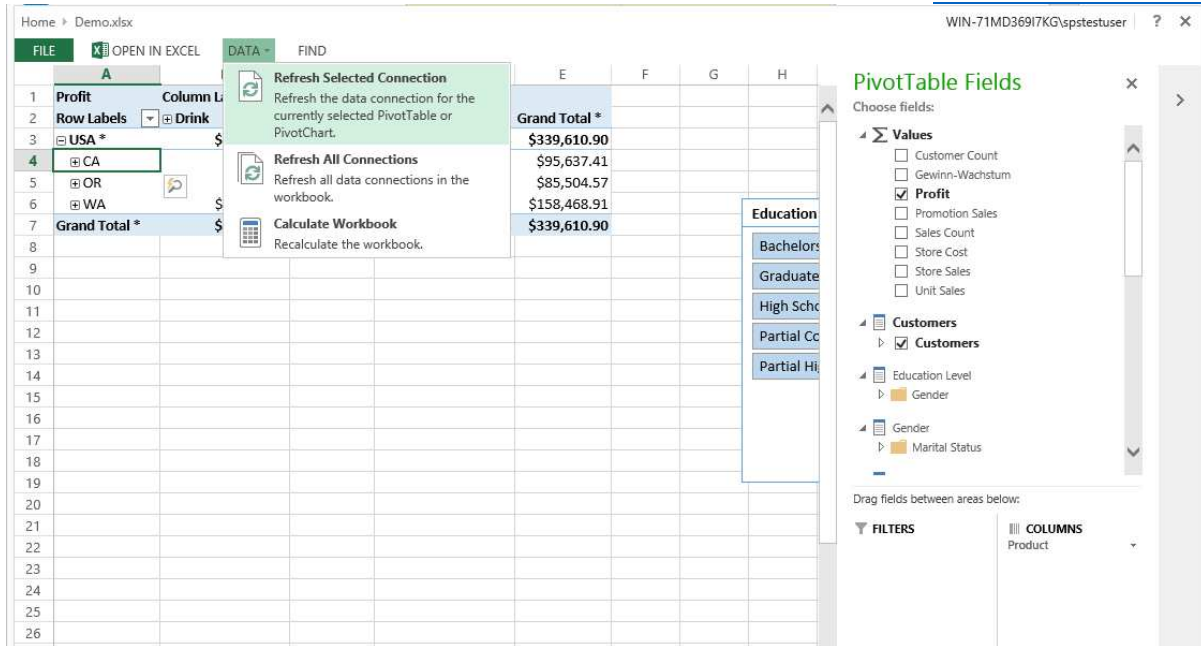 Home ▸ Demo.xlsx
WIN-71MD369I7KG\spstestuser ? ×
FILE OPEN IN EXCEL DATA FIND
A E F G H
1 Profit Column La
2 Row Labels Drink Grand Total *
3 USA * $ $339,610.90
4 CA $95,637.41
5 OR $85,504.57
6 WA $ $158,468.91
7 Grand Total * $ $339,610.90
8
9
10
11
12
13
14
15
16
17
18
19
20
21
22
23
24
25
26
Refresh Selected Connection
Refresh the data connection for the
currently selected PivotTable or
PivotChart.
Refresh All Connections
Refresh all data connections in the
workbook.
Calculate Workbook
Recalculate the workbook.
Education
Bachelors
Graduate
High Scho
Partial Co
Partial Hi
PivotTable Fields
Choose fields:
∑ Values
Customer Count
Gewinn-Wachstum
Profit
Promotion Sales
Sales Count
Store Cost
Store Sales
Unit Sales
Customers
Customers
Education Level
Gender
Gender
Marital Status
Drag fields between areas below:
FILTERS COLUMNS
Product